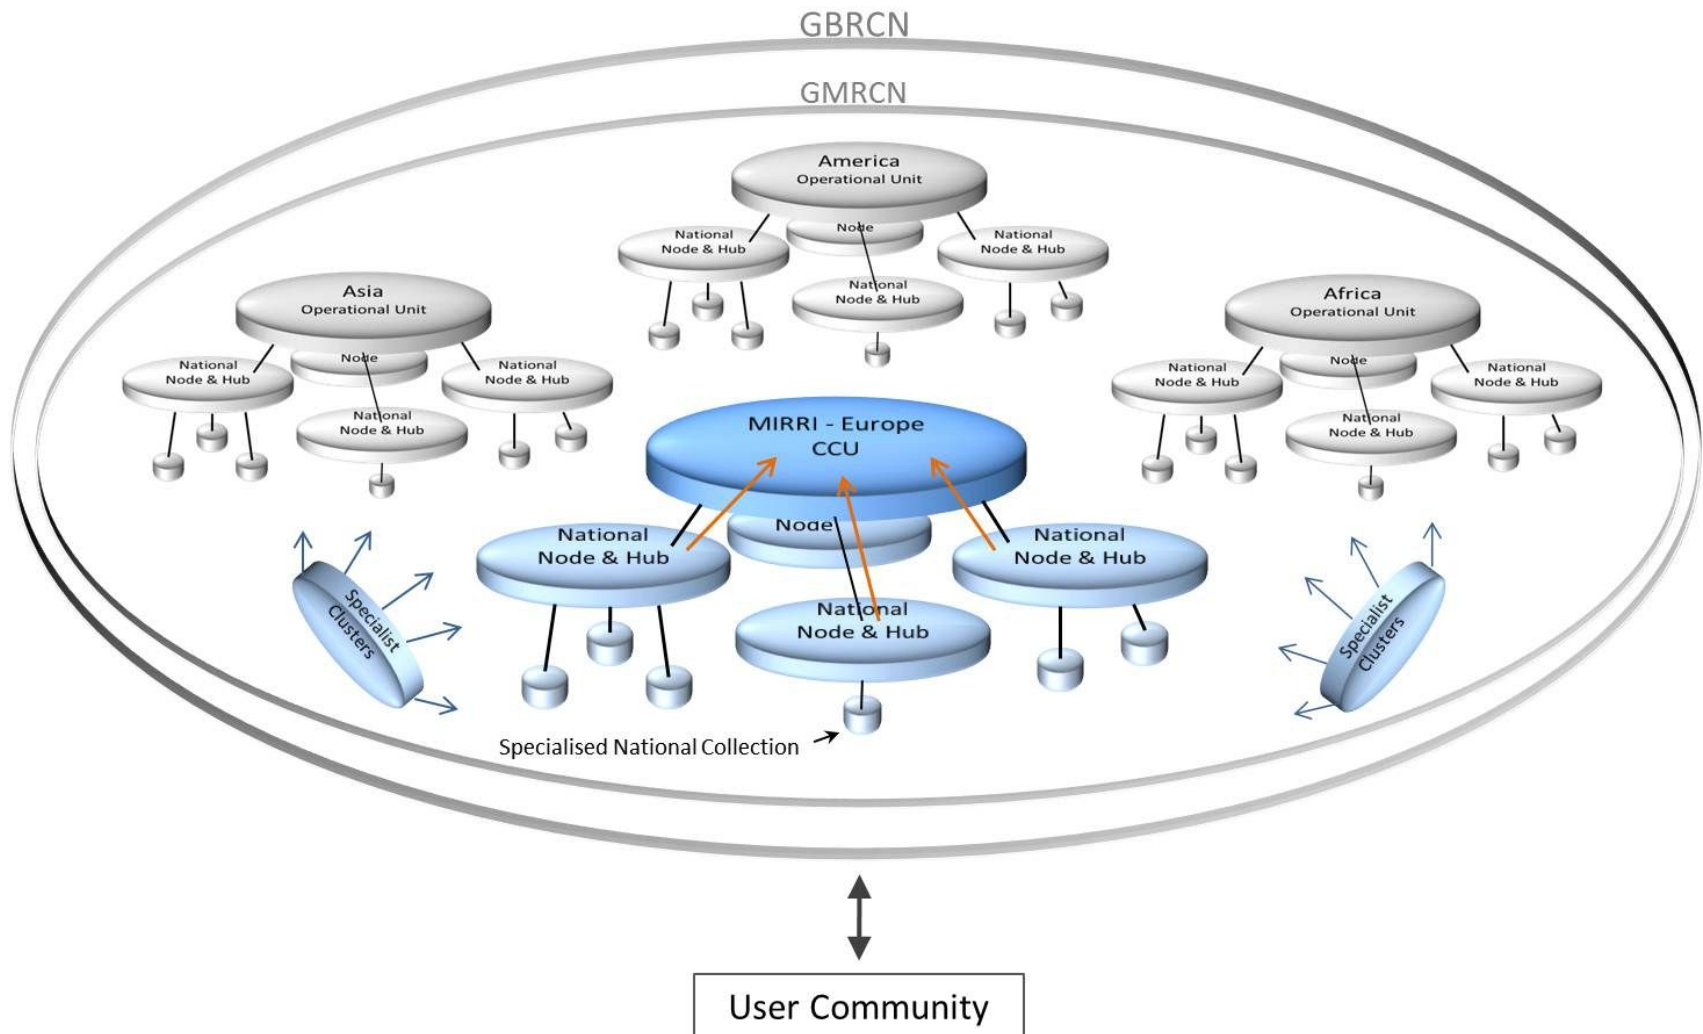 GBRCN
GMRCN
America
Operational Unit
National
Node & Hub
Node
National
Node & Hub
National
Node & Hub
Asia
Operational Unit
National
Node & Hub
Node
National
Node & Hub
National
Node & Hub
Africa
Operational Unit
National
Node & Hub
Node
National
Node & Hub
National
Node & Hub
MIRRI - Europe
CCU
National
Node & Hub
Node
National
Node & Hub
National
Node & Hub
Specialist
Clusters
Specialist
Clusters
Specialised National Collection
User Community